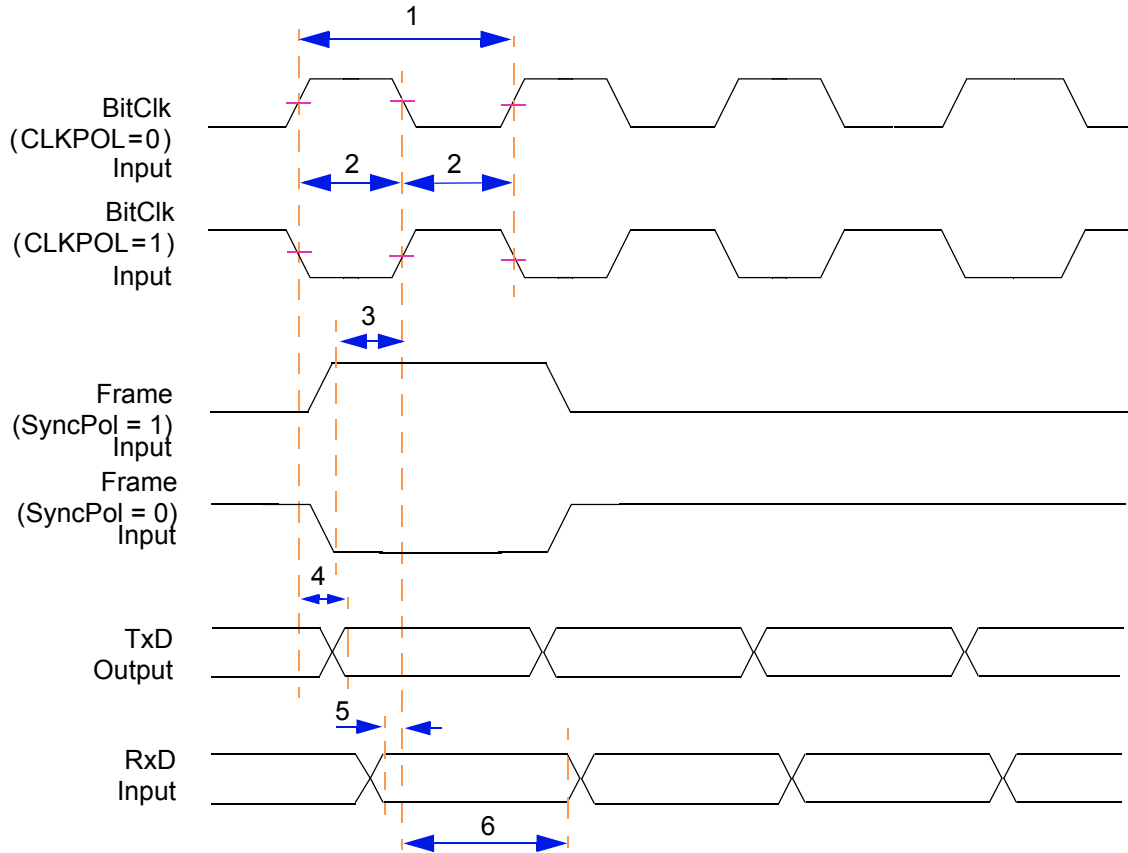 1
BitClk
(CLKPOL=0)
Input
2
2
BitClk
(CLKPOL=1)
Input
3
Frame
(SyncPol = 1)
Input
Frame
(SyncPol = 0)
Input
4
TxD
Output
5
RxD
Input
6